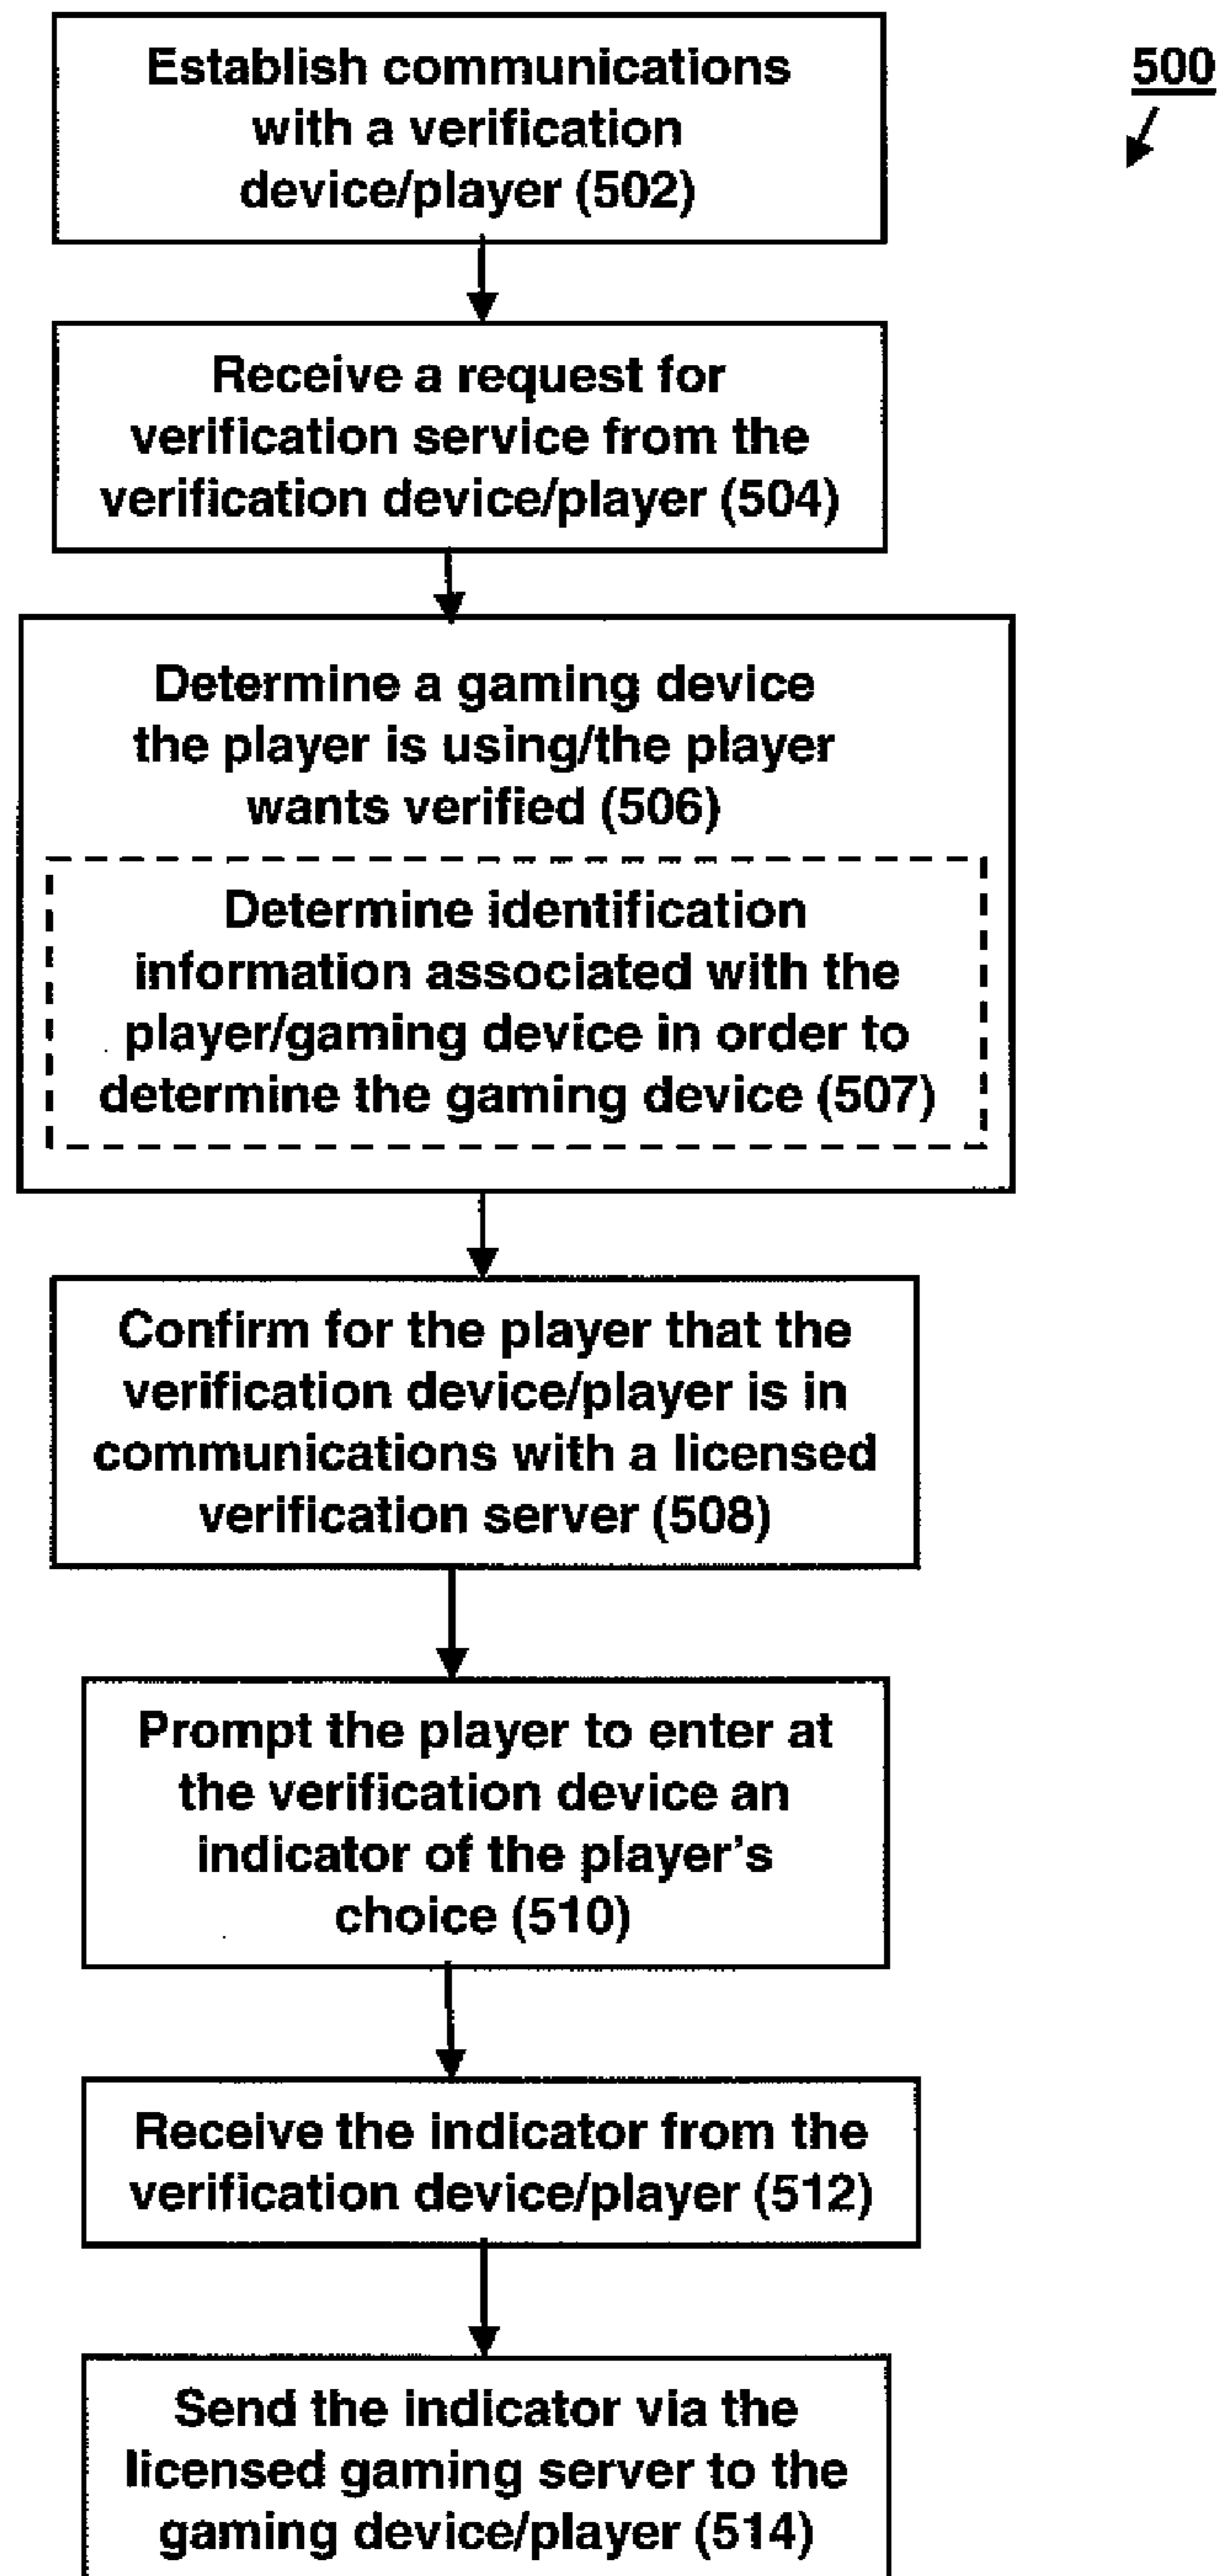 Establish communications
with a verification
device/player (502)
500
Receive a request for
verification service from the
verification device/player (504)
Determine a gaming device
the player is using/the player
wants verified (506)
Determine identification
information associated with the
player/gaming device in order to
determine the gaming device (507)
Confirm for the player that the
verification device/player is in
communications with a licensed
verification server (508)
Prompt the player to enter at
the verification device an
indicator of the player's
choice (510)
Receive the indicator from the
verification device/player (512)
Send the indicator via the
licensed gaming server to the
gaming device/player (514)